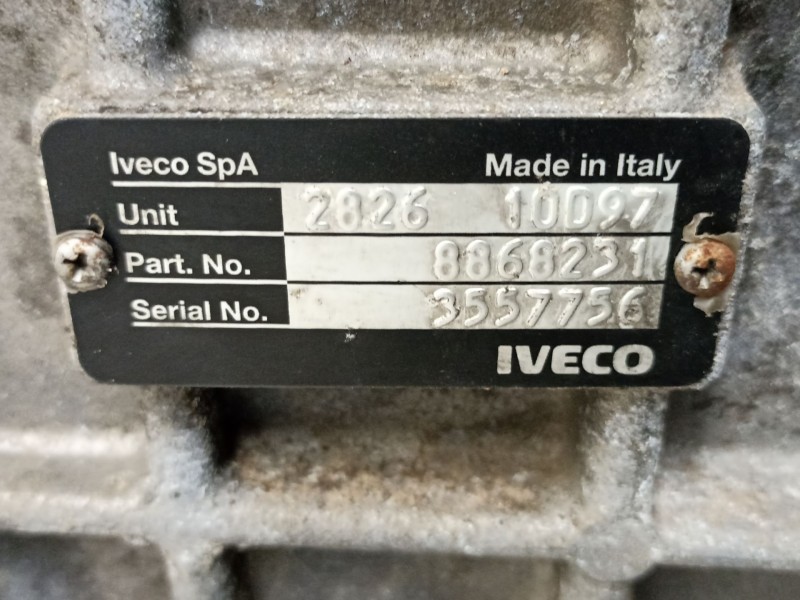 Iveco SpA Made in Italy
Unit 2826 10D97
Part. No. 8868231
Serial No. 3557756
IVECO